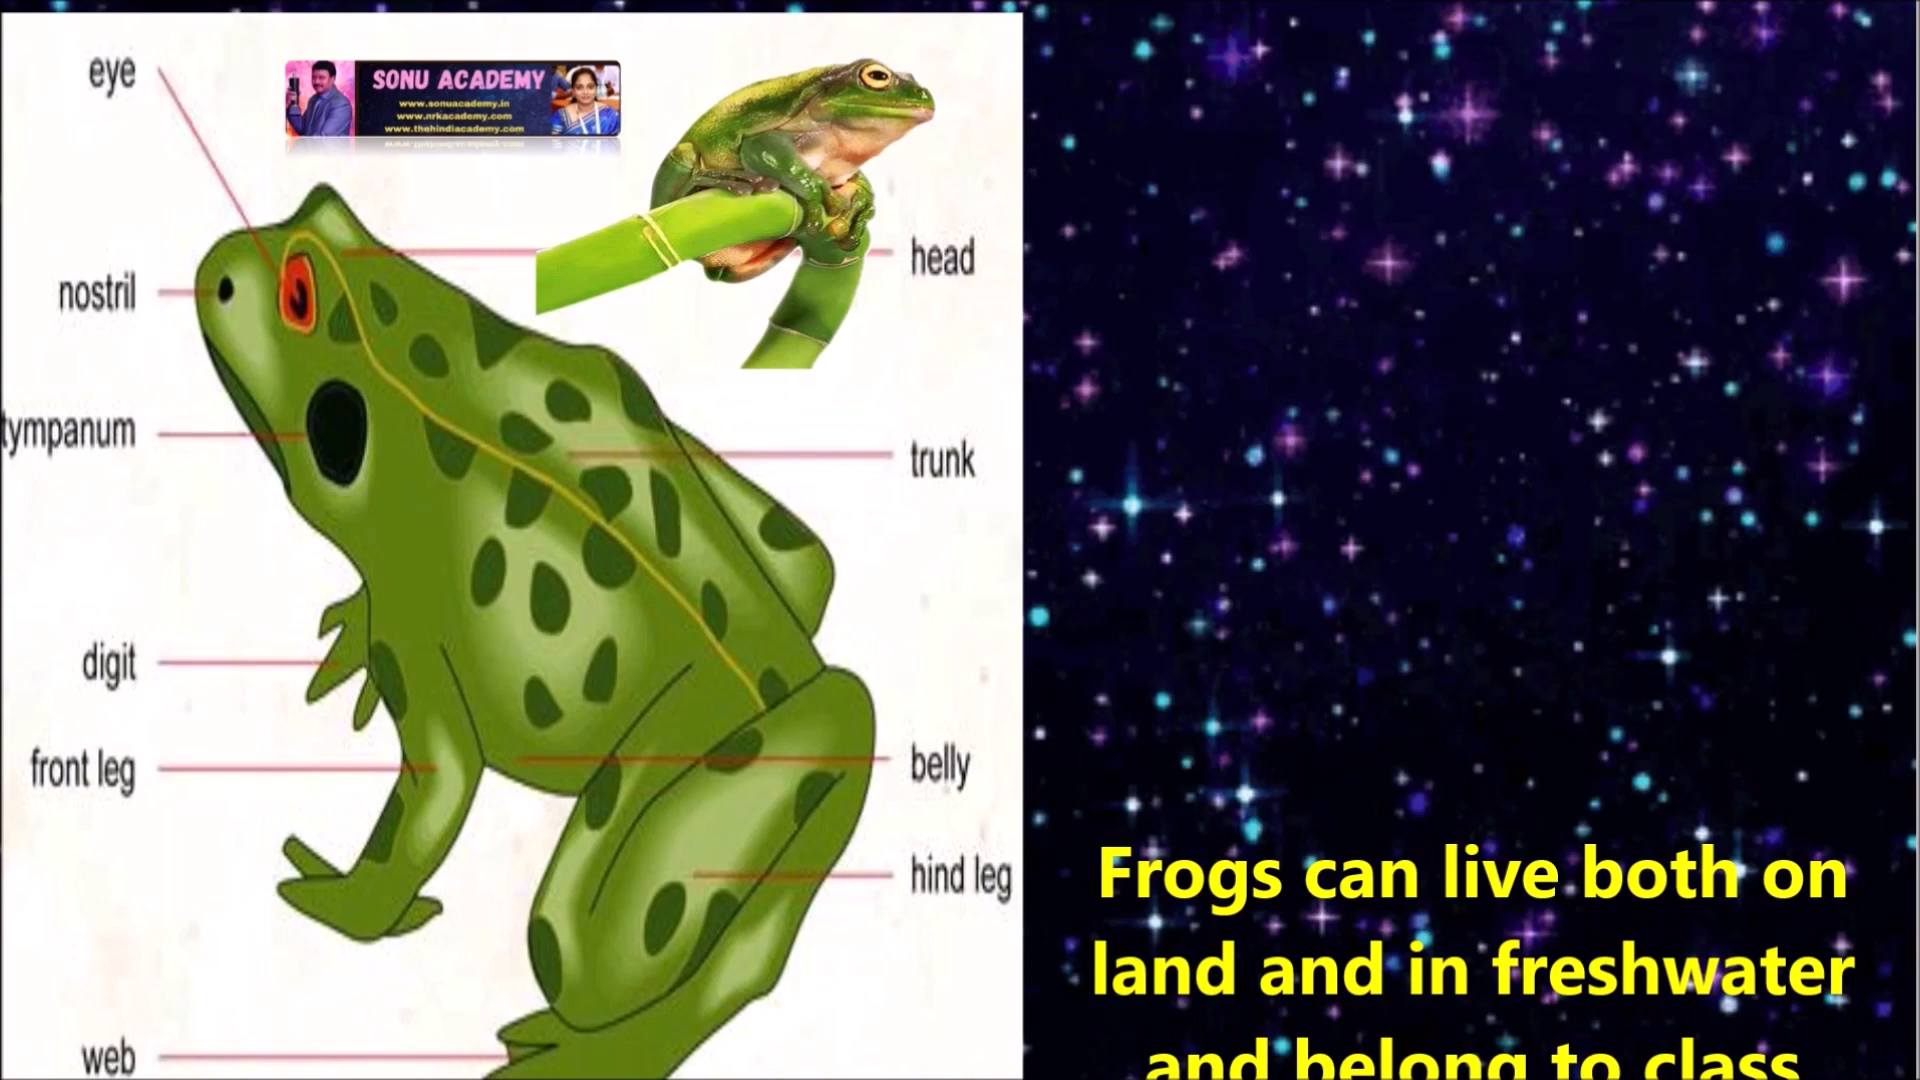 eye
SONU ACADEMY
www.sonuacademy.in
www.nrkacademy.com
www.thehindiacademy.com
head
nostril
tympanum
trunk
digit
front leg
belly
hind leg
web
Frogs can live both on
land and in freshwater
and belong to class